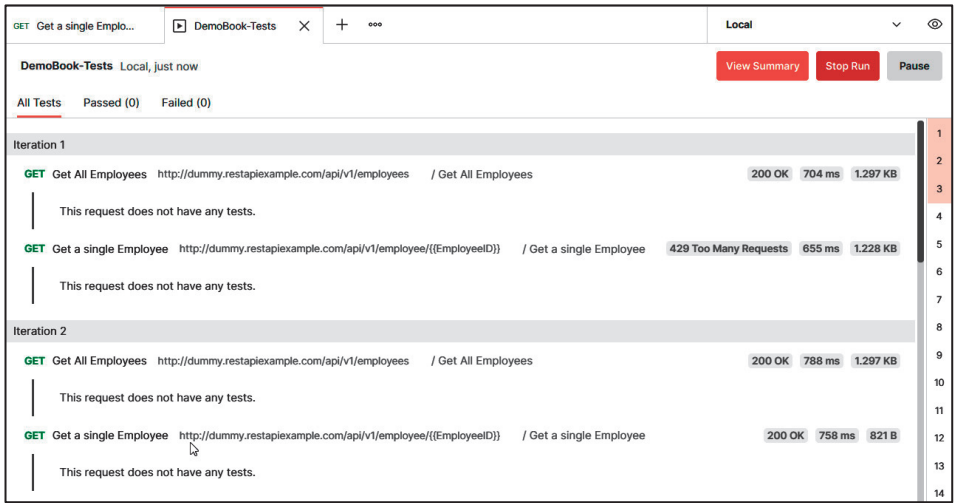 GET Get a single Emplo... DemoBook-Tests Local
DemoBook-Tests Local, just now View Summary Stop Run Pause
All Tests Passed (0) Failed (0)
Iteration 1
GET Get All Employees http://dummy.restapiexample.com/api/v1/employees / Get All Employees 200 OK 704 ms 1.297 KB
This request does not have any tests.
GET Get a single Employee http://dummy.restapiexample.com/api/v1/employee/{{EmployeeID}} / Get a single Employee 429 Too Many Requests 655 ms 1.228 KB
This request does not have any tests.
Iteration 2
GET Get All Employees http://dummy.restapiexample.com/api/v1/employees / Get All Employees 200 OK 788 ms 1.297 KB
This request does not have any tests.
GET Get a single Employee http://dummy.restapiexample.com/api/v1/employee/{{EmployeeID}} / Get a single Employee 200 OK 758 ms 821 B
This request does not have any tests.
1
2
3
4
5
6
7
8
9
10
11
12
13
14